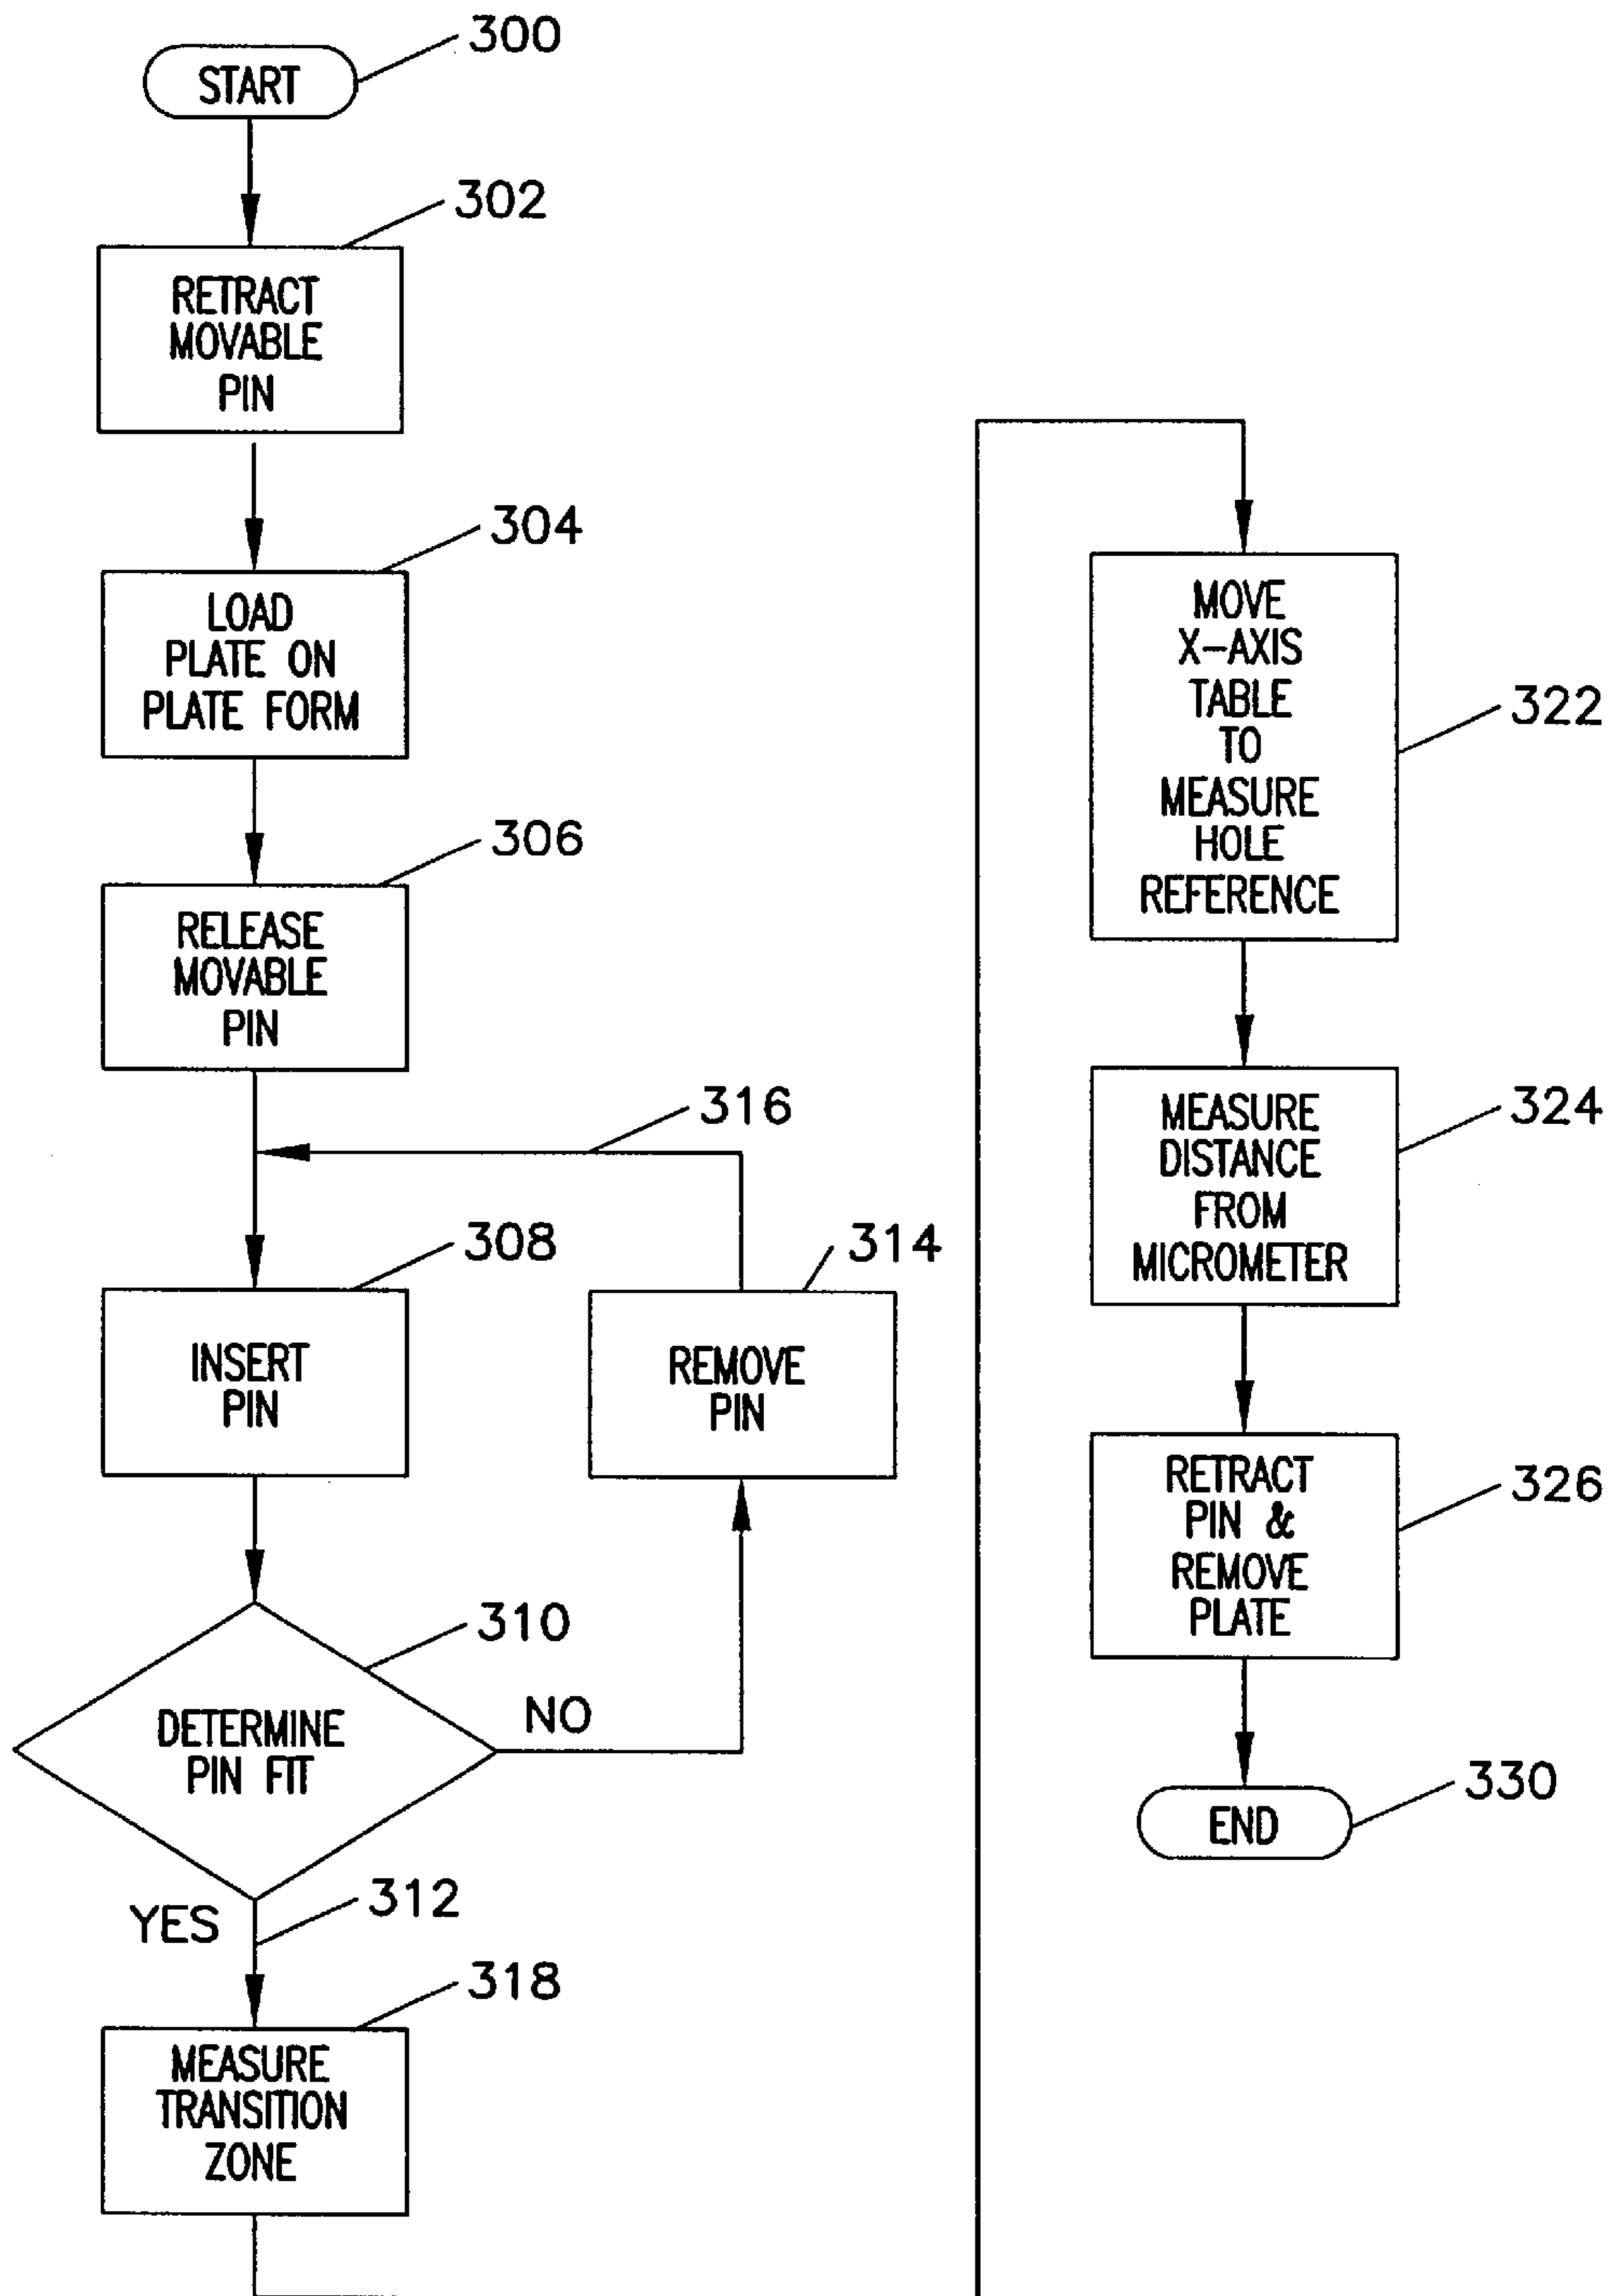 300
START
302
RETRACT
MOVABLE
PIN
304
LOAD
PLATE ON
PLATE FORM
306
RELEASE
MOVABLE
PIN
316
308
INSERT
PIN
314
REMOVE
PIN
310
DETERMINE
PIN FIT
NO
YES
312
318
MEASURE
TRANSITION
ZONE
MOVE
X-AXIS
TABLE
TO
MEASURE
HOLE
REFERENCE
322
MEASURE
DISTANCE
FROM
MICROMETER
324
RETRACT
PIN &
REMOVE
PLATE
326
330
END